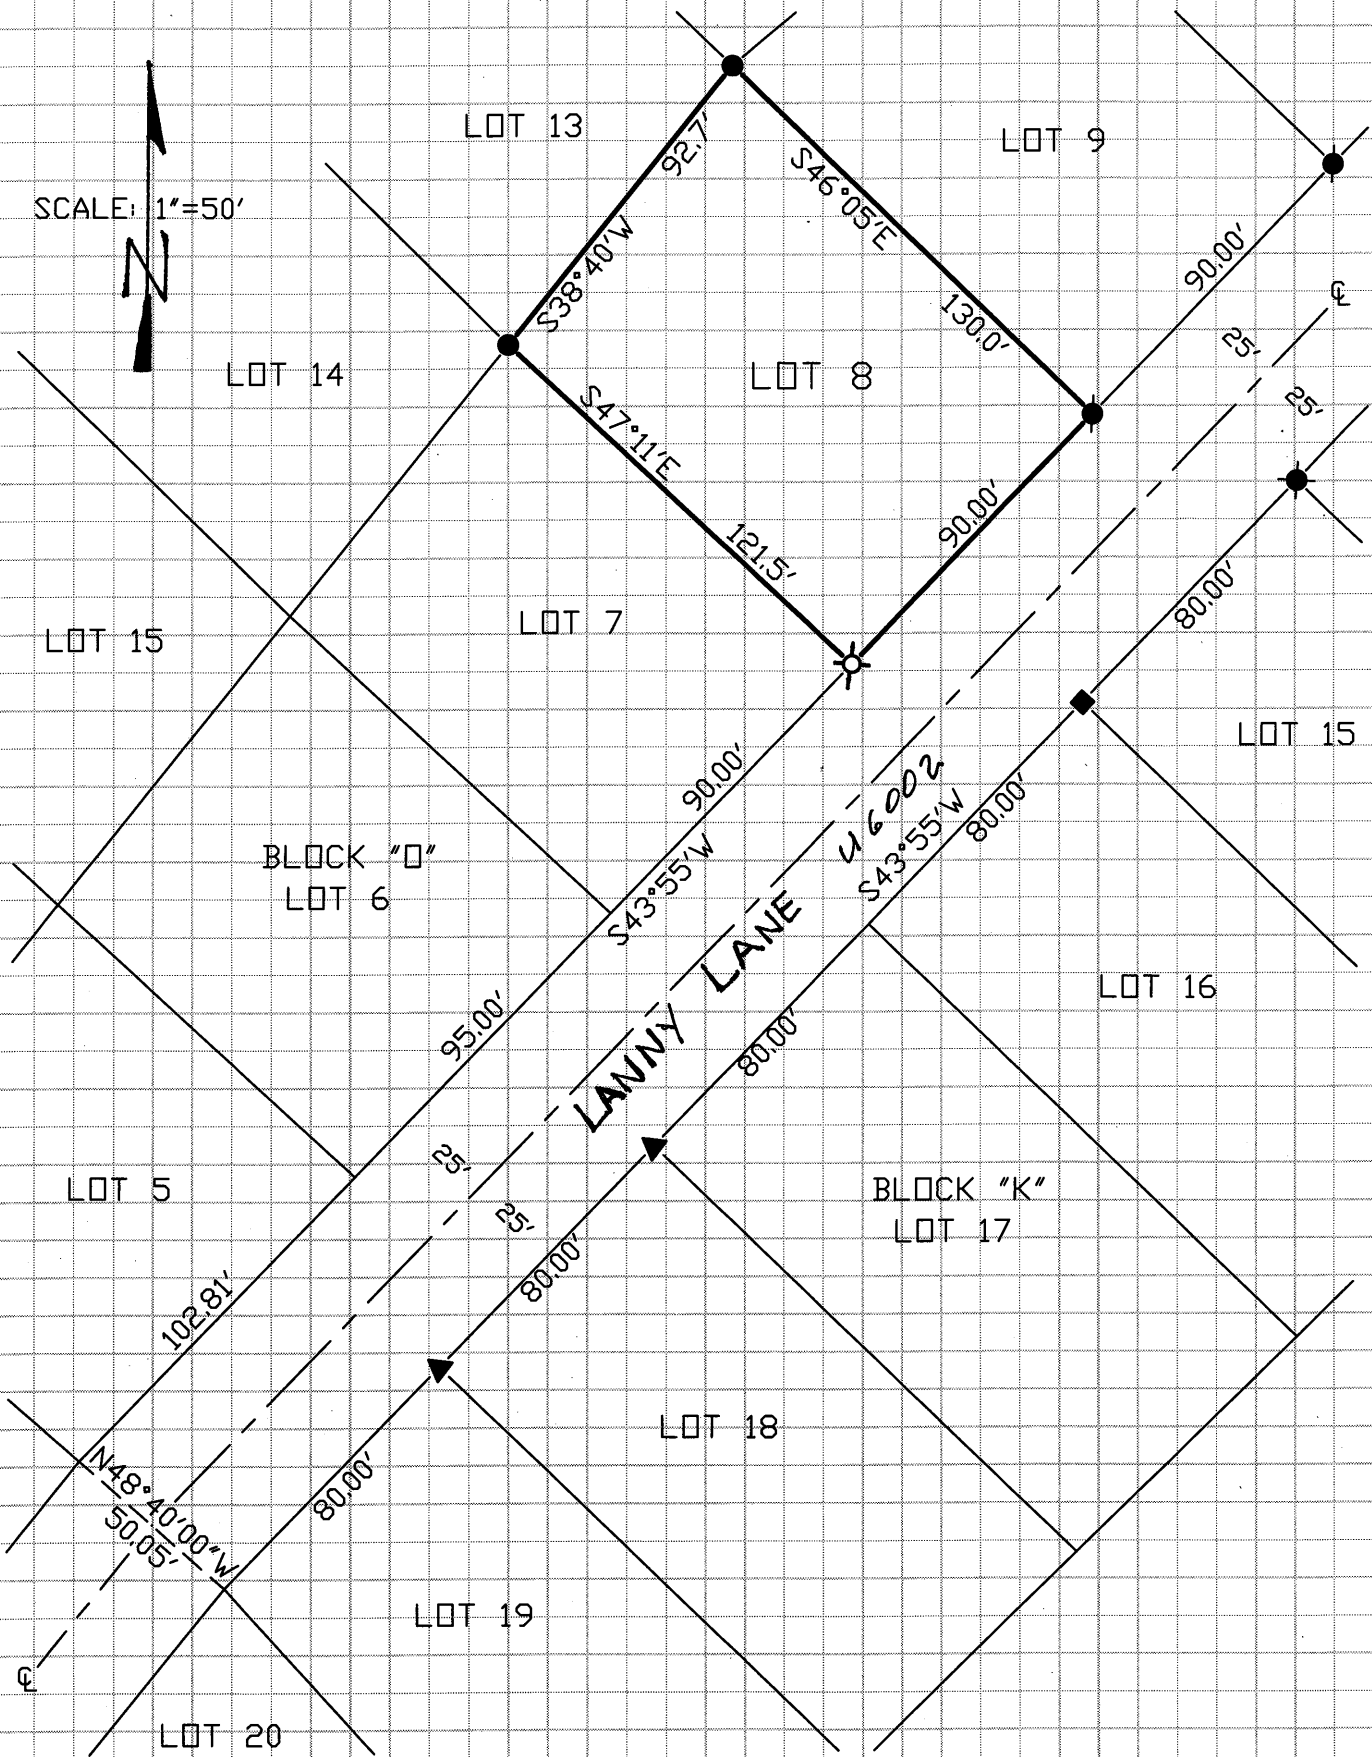 LOT 13
LOT 9
92.7'
S46°05'E
SCALE: 1"=50'
N
S38°40'W
90.00'
℄
130.0'
25'
25'
LOT 14
LOT 8
S47°11'E
90.00'
121.5'
80.00'
LOT 7
LOT 15
LOT 15
90.00'
80.00'
U6002
S43°55'W
S43°55'W
BLOCK "O"
LOT 6
LANNY LANE
LOT 16
95.00'
80.00'
25'
LOT 5
BLOCK "K"
LOT 17
25'
80.00'
102.81'
LOT 18
80.00'
N48°40'00"W
50.05'
LOT 19
℄
LOT 20